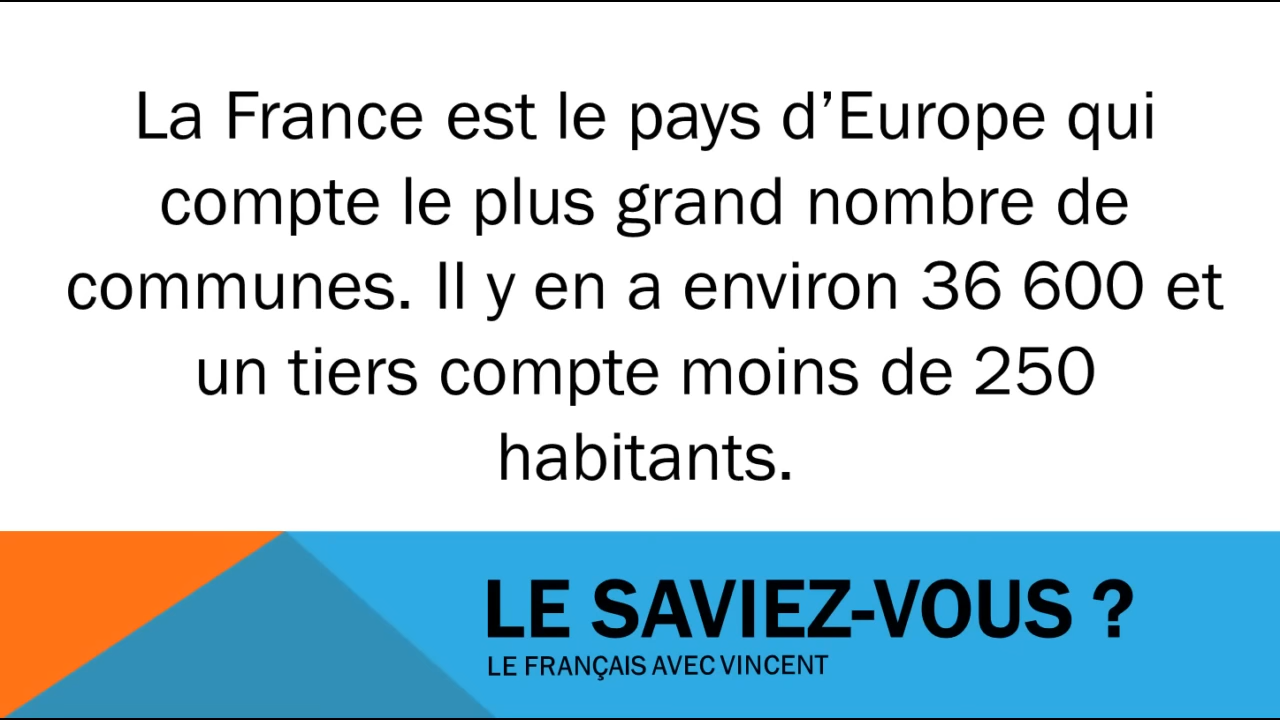 La France est le pays d’Europe qui
compte le plus grand nombre de
communes. Il y en a environ 36 600 et
un tiers compte moins de 250
habitants.
LE SAVIEZ-VOUS ?
LE FRANÇAIS AVEC VINCENT